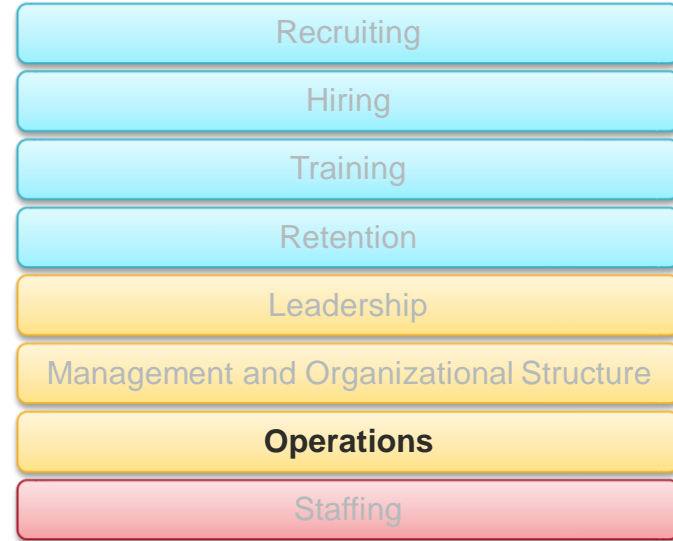 Recruiting
Hiring
Training
Retention
Leadership
Management and Organizational Structure
Operations
Staffing